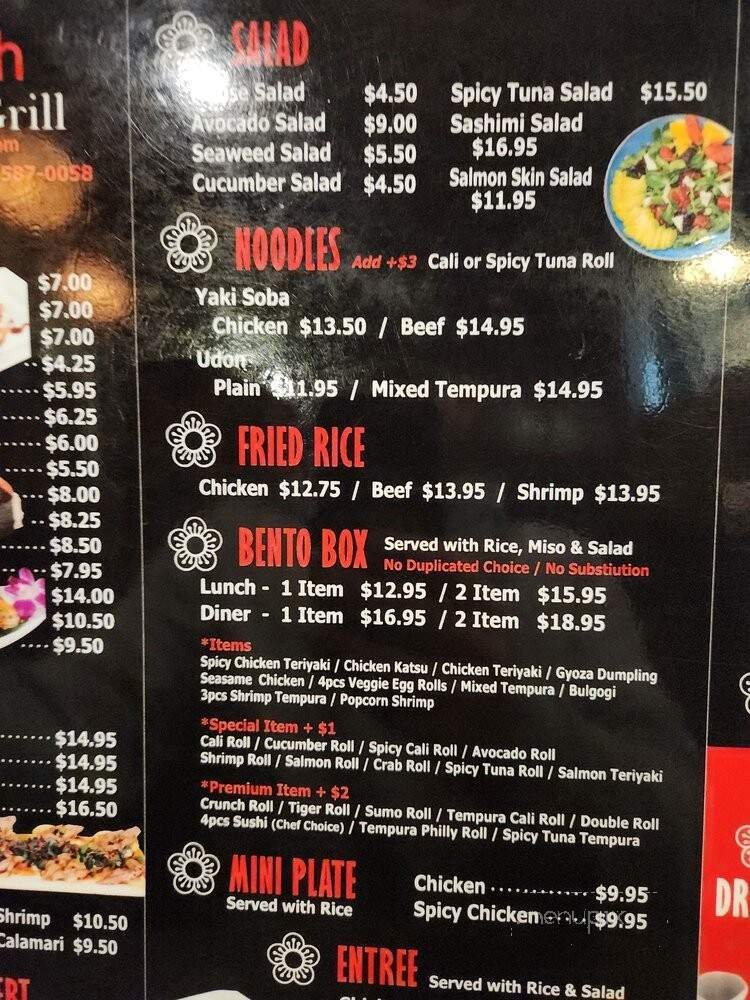 h
Grill
om
587-0058
$7.00
$7.00
$7.00
$4.25
$5.95
$6.25
$6.00
$5.50
$8.00
$8.25
$8.50
$7.95
$14.00
$10.50
$9.50
$14.95
$14.95
$14.95
$16.50
Shrimp $10.50
Calamari $9.50
SALAD
Salad $4.50
Avocado Salad $9.00
Seaweed Salad $5.50
Cucumber Salad $4.50
Spicy Tuna Salad $15.50
Sashimi Salad
$16.95
Salmon Skin Salad
$11.95
NOODLES Add +$3 Cali or Spicy Tuna Roll
Yaki Soba
Chicken $13.50 / Beef $14.95
Udon
Plain $11.95 / Mixed Tempura $14.95
FRIED RICE
Chicken $12.75 / Beef $13.95 / Shrimp $13.95
BENTO BOX Served with Rice, Miso & Salad
No Duplicated Choice / No Substiution
Lunch - 1 Item $12.95 / 2 Item $15.95
Diner - 1 Item $16.95 / 2 Item $18.95
*Items
Spicy Chicken Teriyaki / Chicken Katsu / Chicken Teriyaki / Gyoza Dumpling
Seasame Chicken / 4pcs Veggie Egg Rolls / Mixed Tempura / Bulgogi
3pcs Shrimp Tempura / Popcorn Shrimp
*Special Item + $1
Cali Roll / Cucumber Roll / Spicy Cali Roll / Avocado Roll
Shrimp Roll / Salmon Roll / Crab Roll / Spicy Tuna Roll / Salmon Teriyaki
*Premium Item + $2
Crunch Roll / Tiger Roll / Sumo Roll / Tempura Cali Roll / Double Roll
4pcs Sushi (Chef Choice) / Tempura Philly Roll / Spicy Tuna Tempura
MINI PLATE
Served with Rice
Chicken ............. $9.95
Spicy Chicken $9.95
menupix
ENTREE Served with Rice & Salad
DR